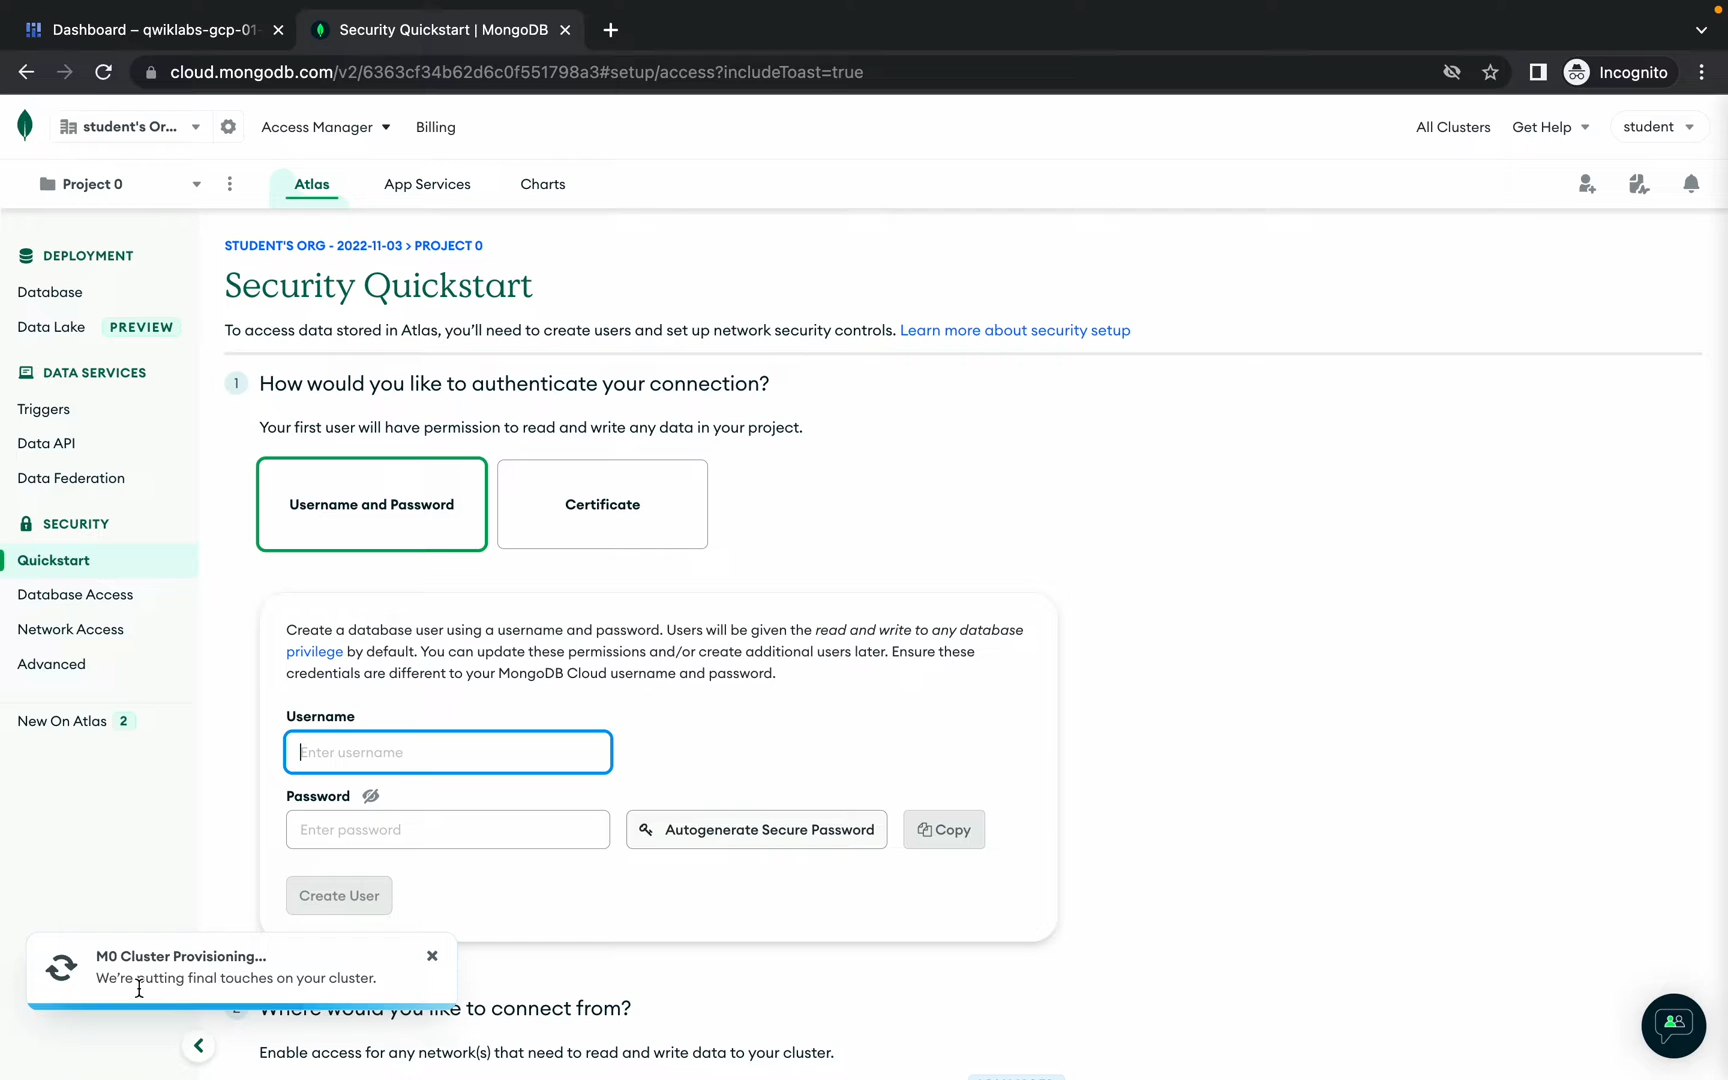 Dashboard – qwiklabs-gcp-01-
Security Quickstart | MongoDB
cloud.mongodb.com/v2/6363cf34b62d6c0f551798a3#setup/access?includeToast=true
Incognito
student's Or...
Access Manager
Billing
All Clusters
Get Help
student
Project 0
Atlas
App Services
Charts
DEPLOYMENT
Database
Data Lake PREVIEW
DATA SERVICES
Triggers
Data API
Data Federation
SECURITY
Quickstart
Database Access
Network Access
Advanced
New On Atlas 2
STUDENT'S ORG - 2022-11-03 > PROJECT 0
Security Quickstart
To access data stored in Atlas, you’ll need to create users and set up network security controls. Learn more about security setup
1 How would you like to authenticate your connection?
Your first user will have permission to read and write any data in your project.
Username and Password
Certificate
Create a database user using a username and password. Users will be given the read and write to any database
privilege by default. You can update these permissions and/or create additional users later. Ensure these
credentials are different to your MongoDB Cloud username and password.
Username
Enter username
Password
Enter password
Autogenerate Secure Password
Copy
Create User
M0 Cluster Provisioning...
We’re putting final touches on your cluster.
Where would you like to connect from?
Enable access for any network(s) that need to read and write data to your cluster.